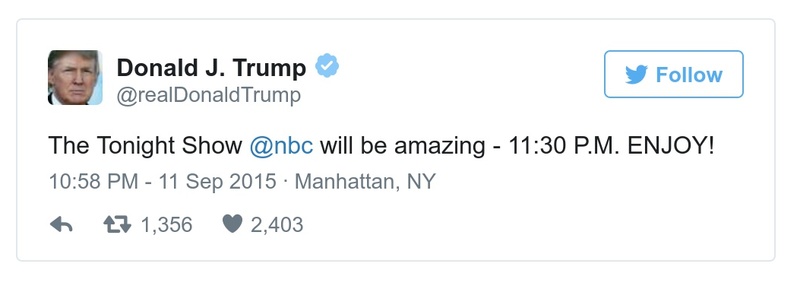 Donald J. Trump
@realDonaldTrump
Follow
The Tonight Show @nbc will be amazing - 11:30 P.M. ENJOY!
10:58 PM - 11 Sep 2015 · Manhattan, NY
1,356 2,403